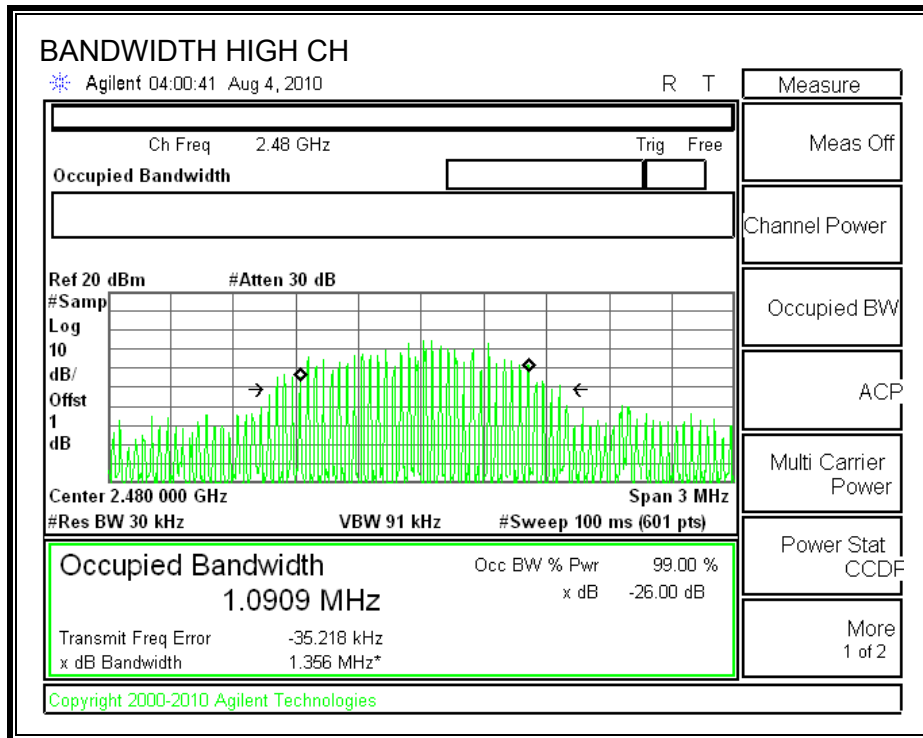 BANDWIDTH HIGH CH
Agilent 04:00:41 Aug 4, 2010 R T
Measure
Ch Freq 2.48 GHz Trig Free
Occupied Bandwidth
Meas Off
Channel Power
Occupied BW
ACP
Multi Carrier
Power
Power Stat
CCDF
More
1 of 2
Ref 20 dBm #Atten 30 dB
#Samp
Log
10
dB/
Offst
1
dB
Center 2.480 000 GHz Span 3 MHz
#Res BW 30 kHz VBW 91 kHz #Sweep 100 ms (601 pts)
Occupied Bandwidth
1.0909 MHz
Occ BW % Pwr 99.00 %
x dB -26.00 dB
Transmit Freq Error -35.218 kHz
x dB Bandwidth 1.356 MHz*
Copyright 2000-2010 Agilent Technologies